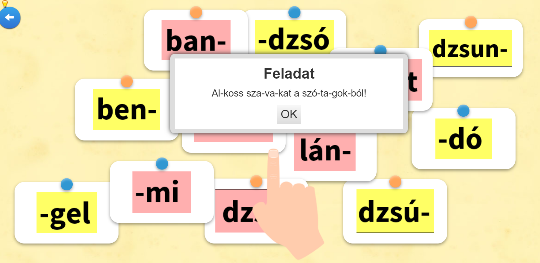 ban-
-dzsó
dzsun-
Feladat
Al-koss sza-va-kat a szó-ta-gok-ból!
OK
ben-
-dó
lán-
-mi
-gel
dzsú-